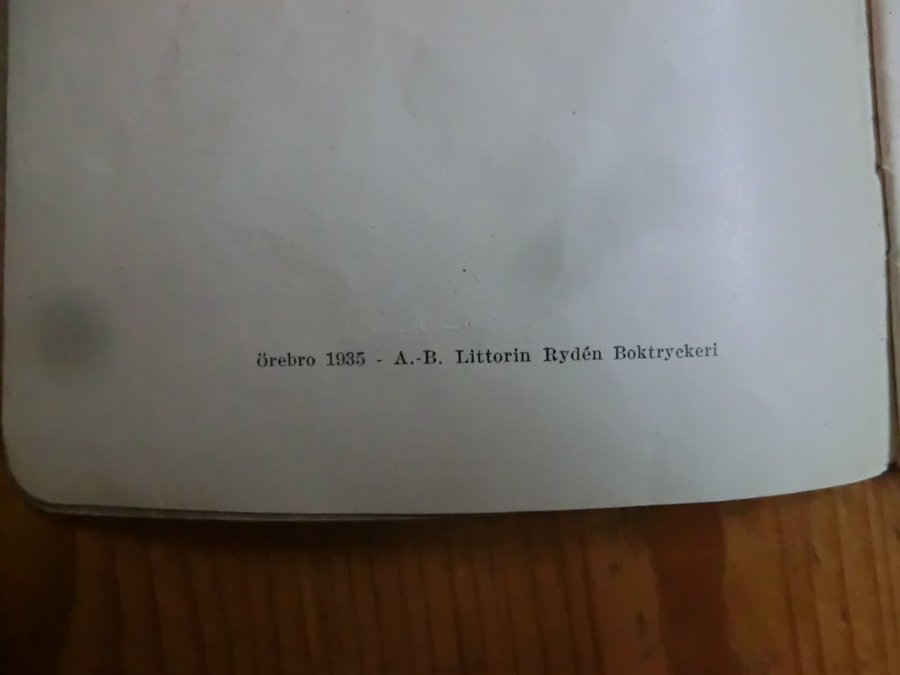 örebro 1935 - A.-B. Littorin Rydén Boktryckeri